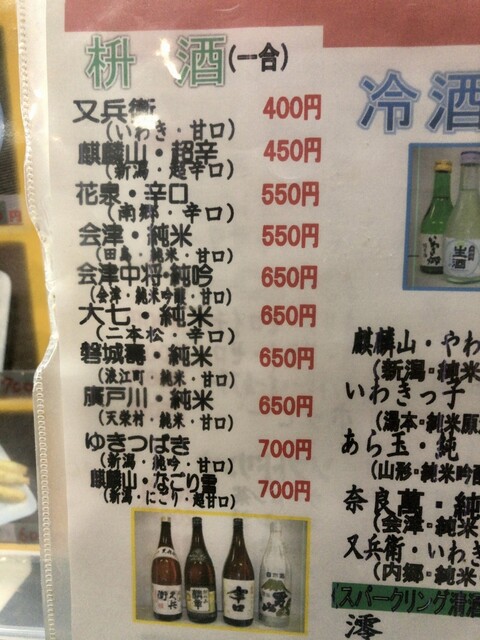 枡 酒(一合)
又兵衛 400円
(いわき・甘口)
麒麟山・超辛 450円
(新潟・超辛口)
花泉・辛口 550円
(南郷・辛口)
会津・純米 550円
(田島・純米・甘口)
会津中将・純吟 650円
(会津・純米吟醸・甘口)
大七・純米 650円
(二本松・辛口)
磐城壽・純米 650円
(浪江町・純米・甘口)
廣戸川・純米 650円
(天栄村・純米・甘口)
ゆきつばき 700円
(新潟・純吟・甘口)
麒麟山・なごり雪 700円
(新潟・にごり・超甘口)
冷酒
生酒
麒麟山・やわ
(新潟・純米
いわきっ子
(湯本・純米原
あら玉・純
(山形・純米吟醸
奈良萬・純
(会津・純米
又兵衛・いわき
(内郷・純米
スパークリング清酒
澪